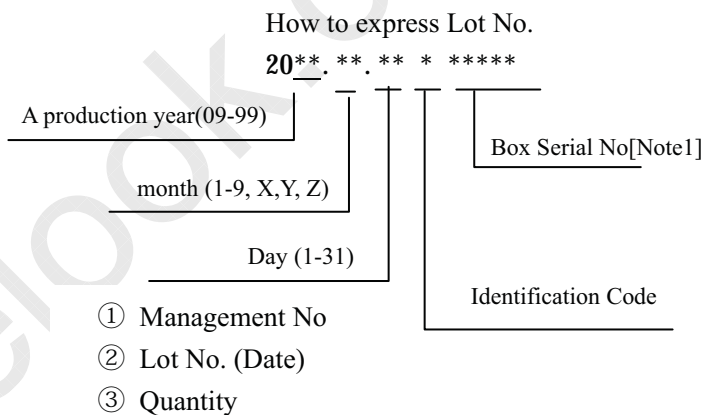 How to express Lot No.
20**. **. ** * *****
A production year(09-99)
Box Serial No[Note1]
month (1-9, X,Y, Z)
Day (1-31)
Identification Code
① Management No
② Lot No. (Date)
③ Quantity